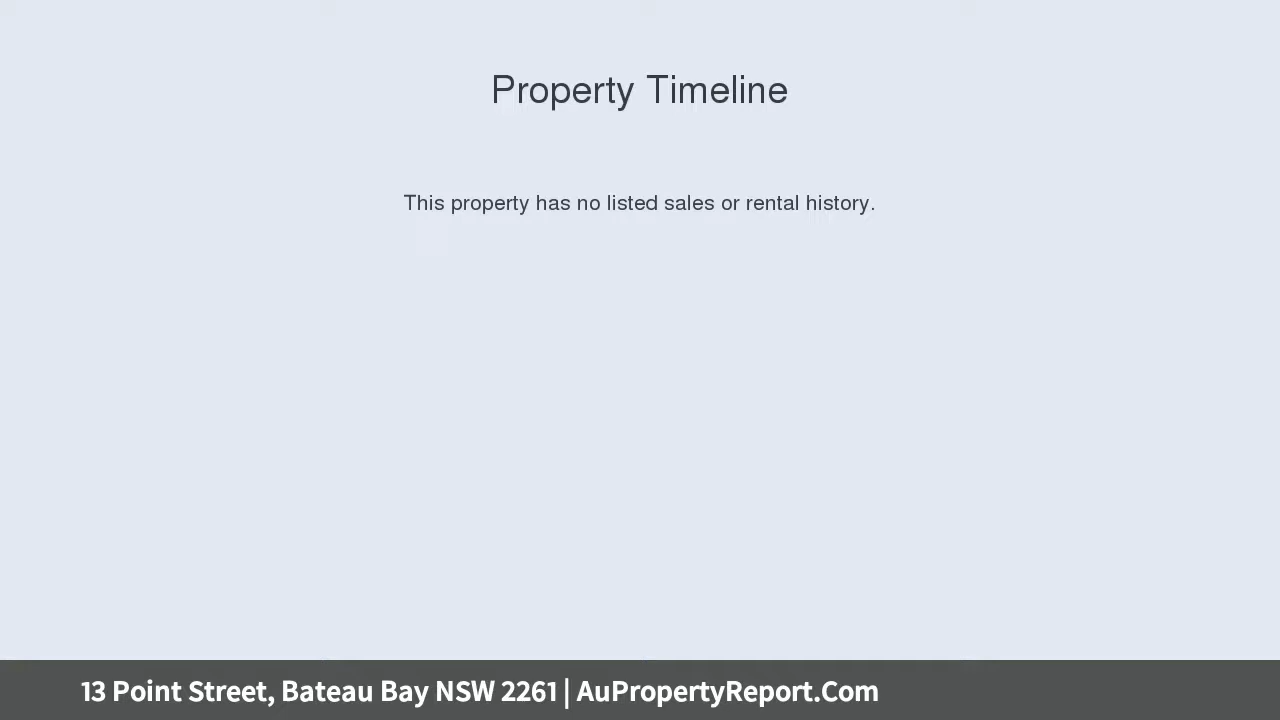 Property Timeline
This property has no listed sales or rental history.
13 Point Street, Bateau Bay NSW 2261 | AuPropertyReport.Com